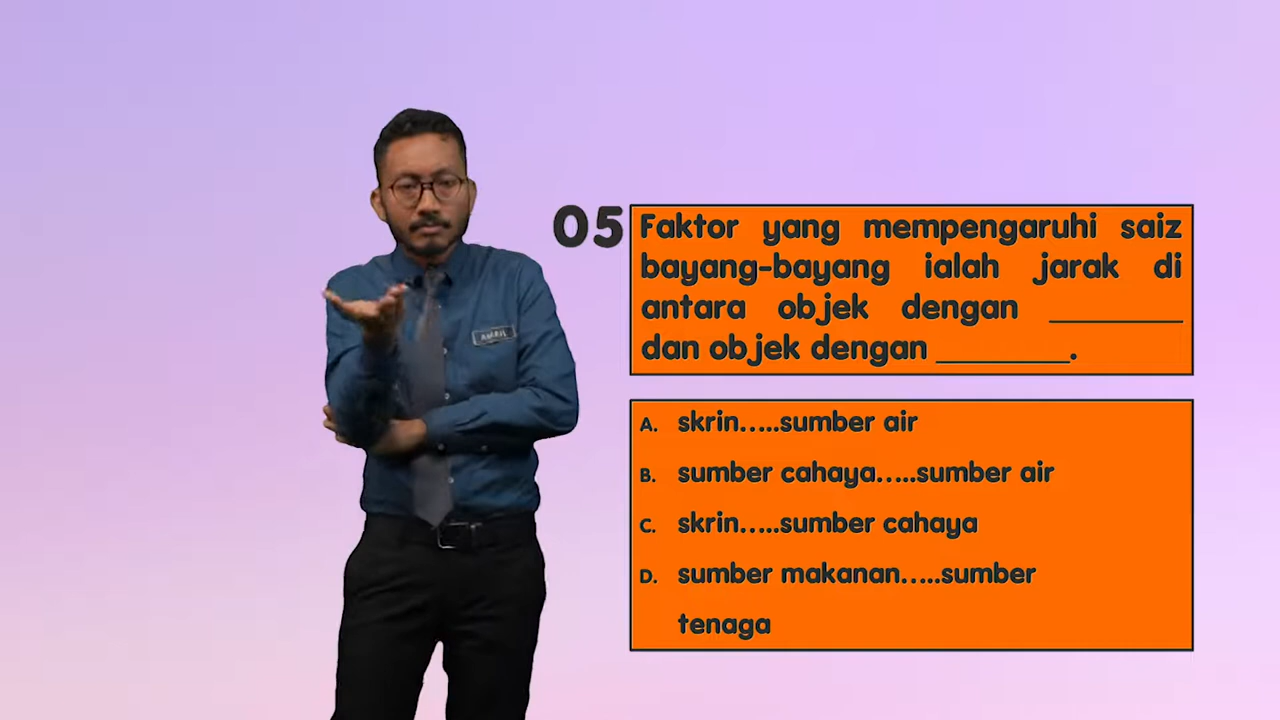 05
Faktor yang mempengaruhi saiz
bayang-bayang ialah jarak di
antara objek dengan ________
dan objek dengan ________.
A. skrin.....sumber air
B. sumber cahaya.....sumber air
C. skrin.....sumber cahaya
D. sumber makanan.....sumber
tenaga